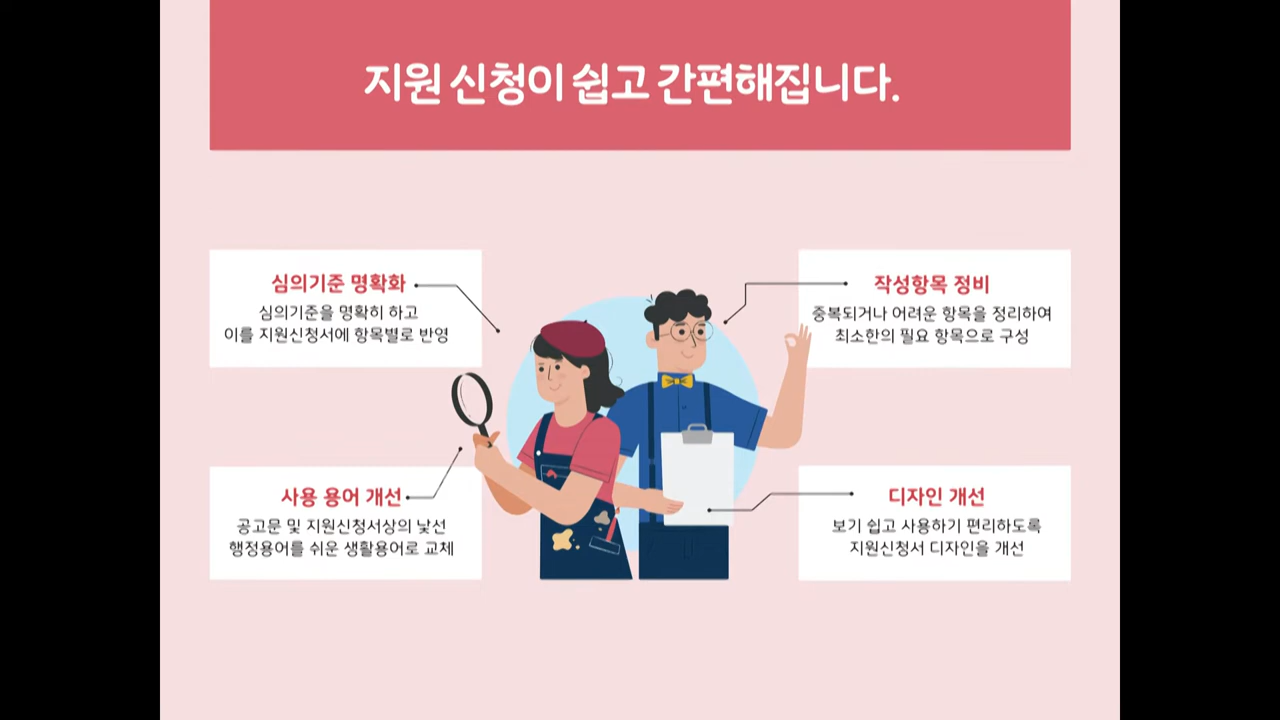 지원 신청이 쉽고 간편해집니다.
심의기준 명확화
심의기준을 명확히 하고
이를 지원신청서에 항목별로 반영
작성항목 정비
중복되거나 어려운 항목을 정리하여
최소한의 필요 항목으로 구성
사용 용어 개선
공고문 및 지원신청서상의 낯선
행정용어를 쉬운 생활용어로 교체
디자인 개선
보기 쉽고 사용하기 편리하도록
지원신청서 디자인을 개선